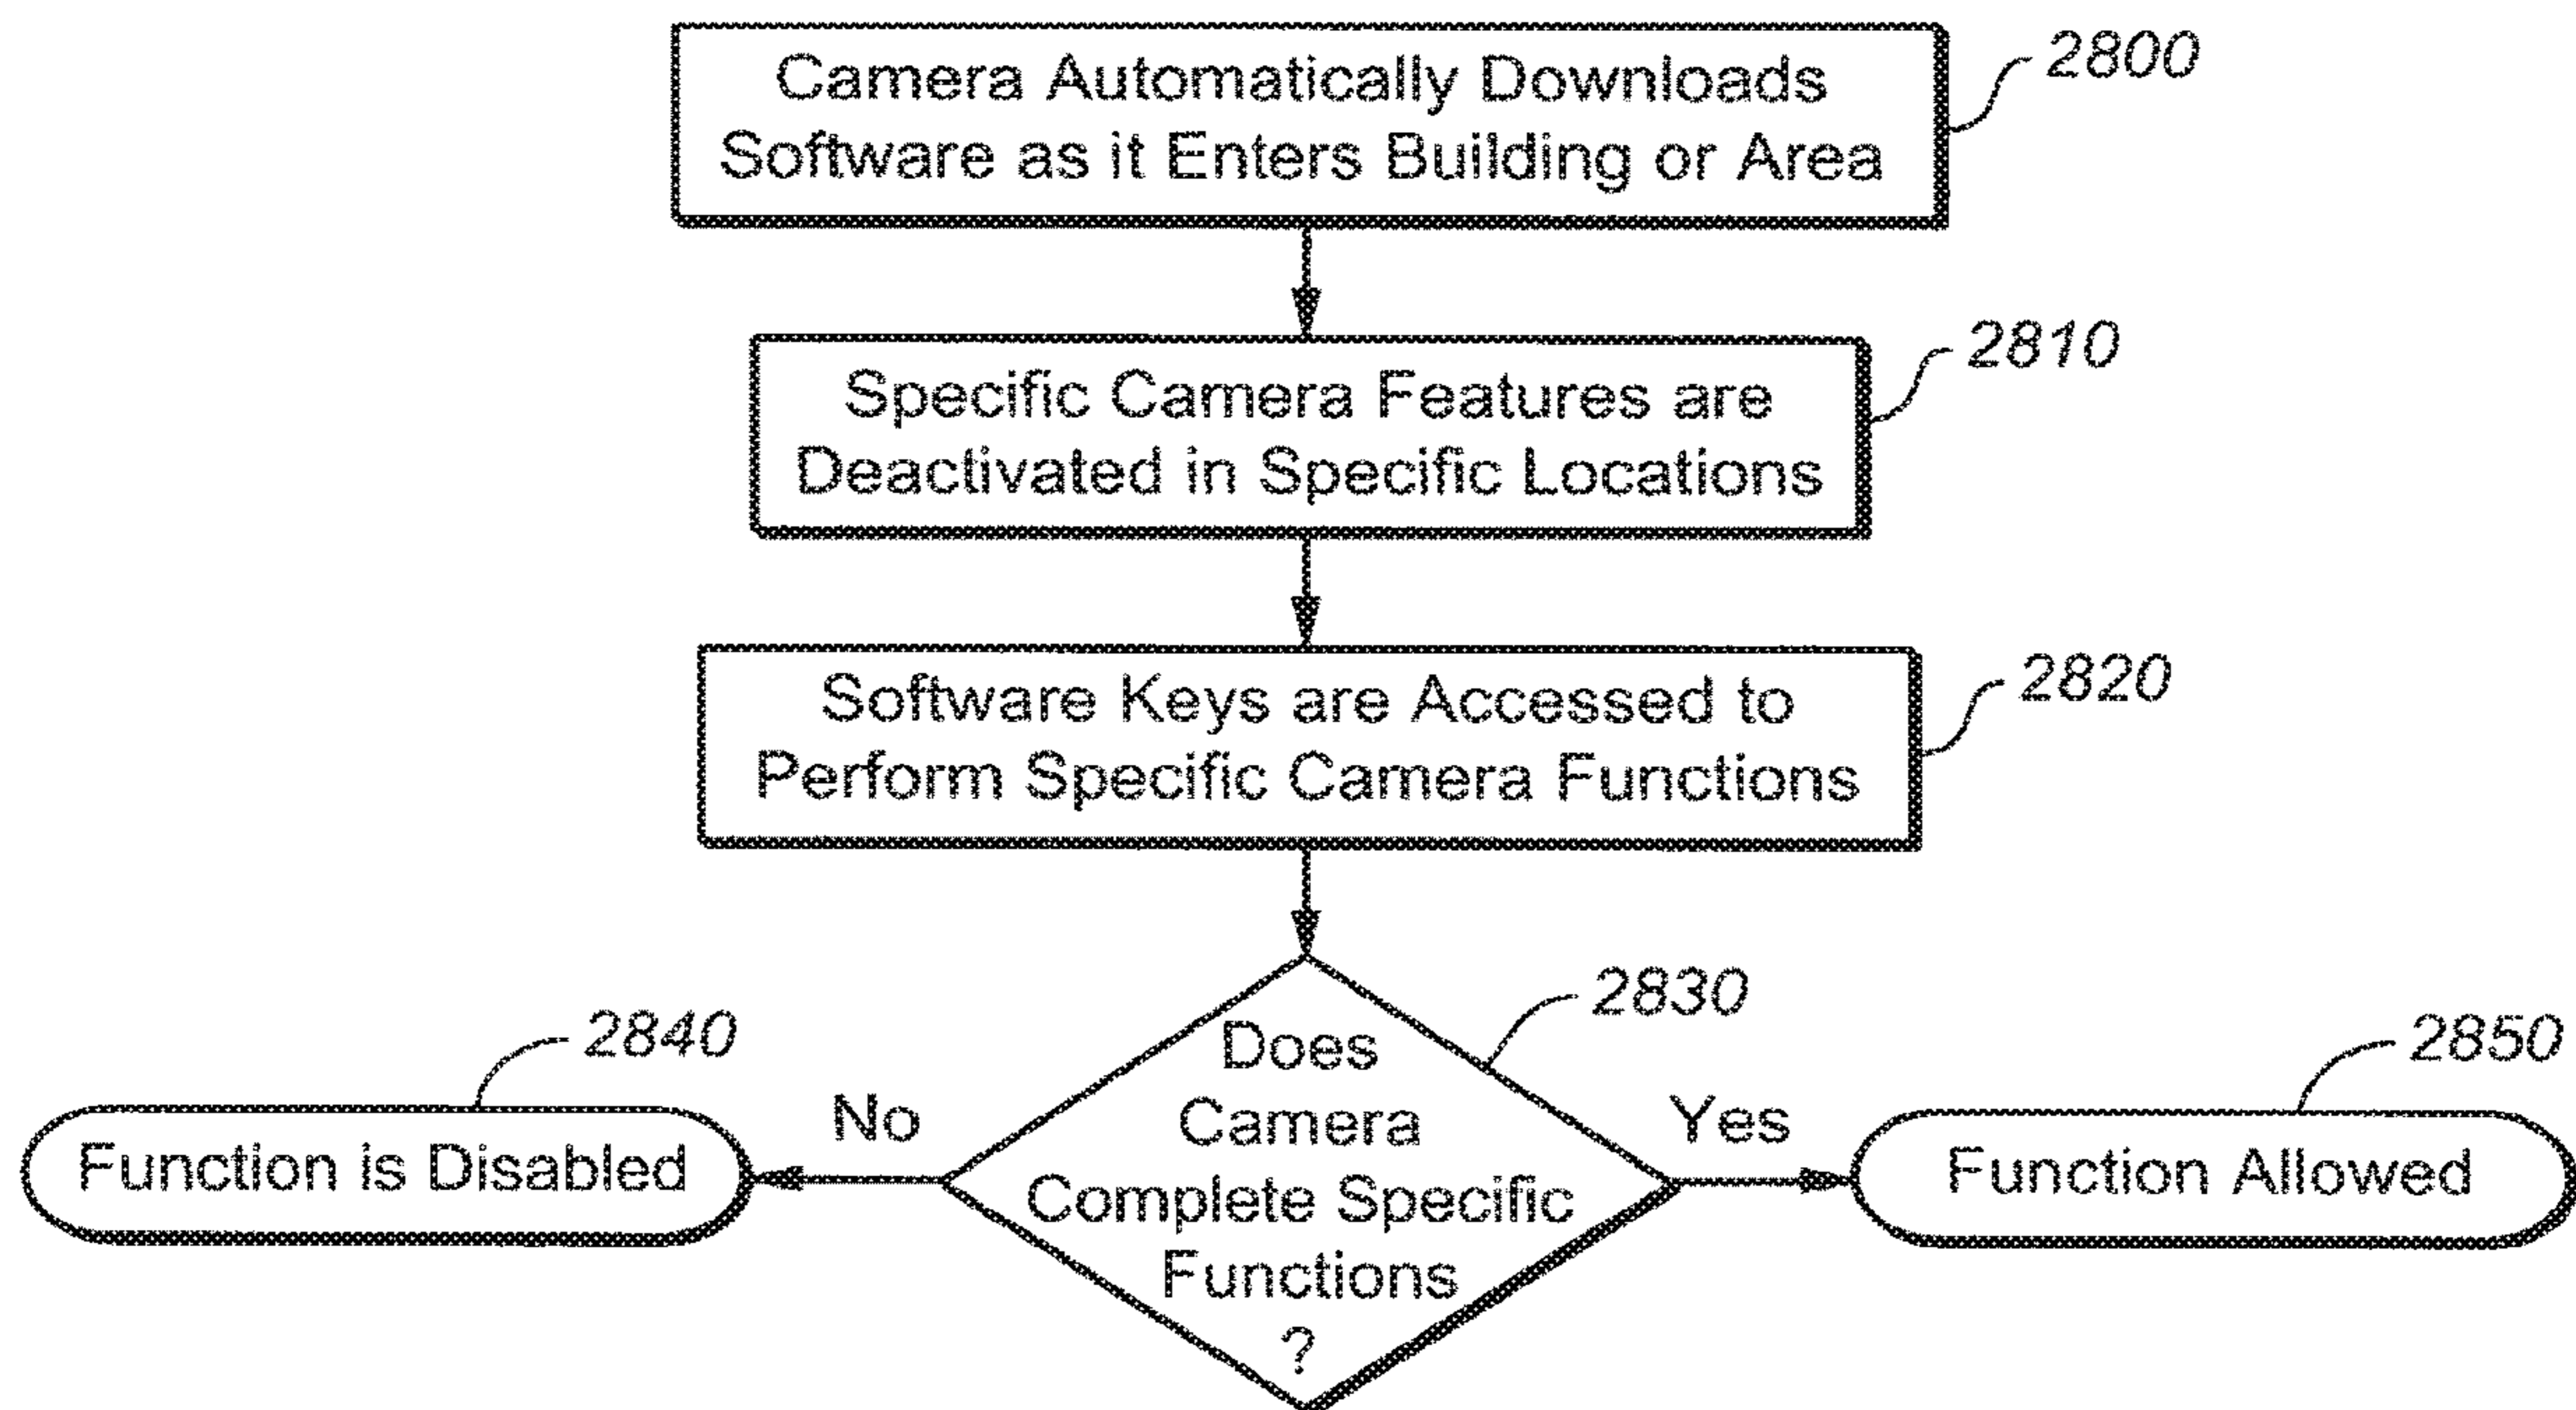 Camera Automatically Downloads
Software as it Enters Building or Area
2800
Specific Camera Features are
Deactivated in Specific Locations
2810
Software Keys are Accessed to
Perform Specific Camera Functions
2820
Does
Camera
Complete Specific
Functions
?
2830
No
Function is Disabled
2840
Yes
Function Allowed
2850